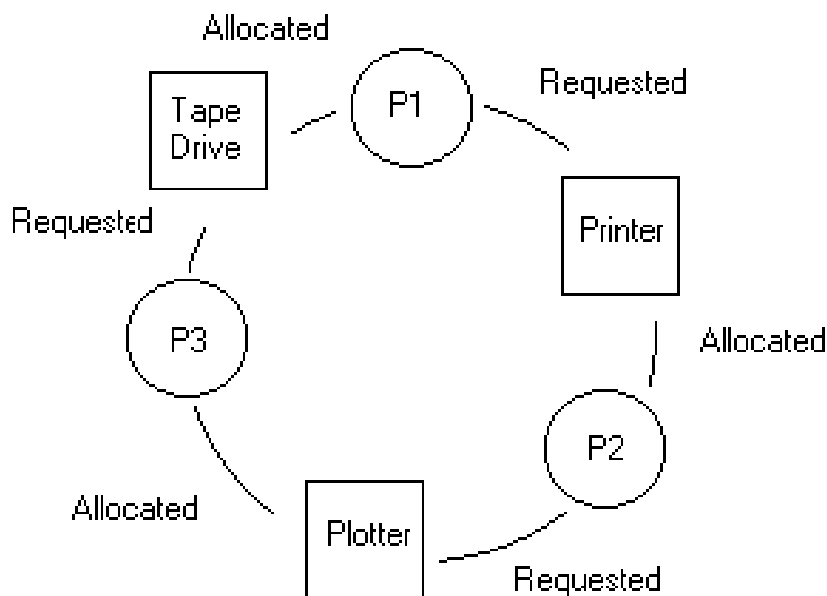 Allocated
P1
Requested
Tape
Drive
Requested
Printer
P3
Allocated
P2
Allocated
Plotter
Requested